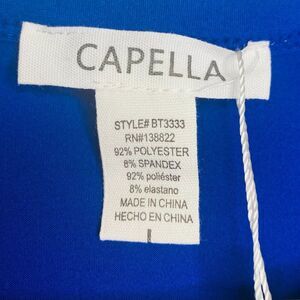 CAPELLA
STYLE# BT3333
RN#138822
92% POLYESTER
8% SPANDEX
92% poliéster
8% elastano
MADE IN CHINA
HECHO EN CHINA
L